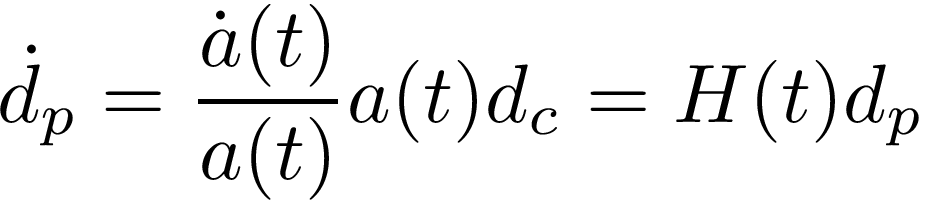 $\dot{d}_p = \frac{\dot{a}(t)}{a(t)} a(t) d_c = H(t) d_p$